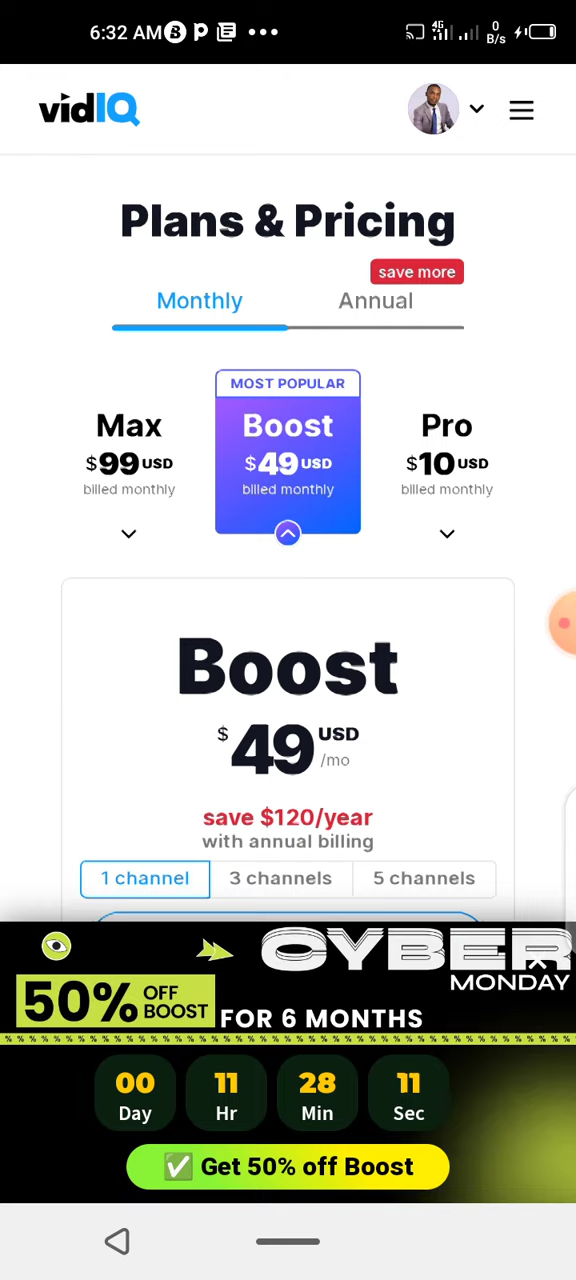 6:32 AM
4G
0 B/s
vidIQ
Plans & Pricing
save more
Monthly Annual
MOST POPULAR
Max Boost Pro
$99 USD $49 USD $10 USD
billed monthly billed monthly billed monthly
Boost
$49 USD /mo
save $120/year
with annual billing
1 channel 3 channels 5 channels
CYBER
MONDAY
50% OFF BOOST FOR 6 MONTHS
00 11 28 11
Day Hr Min Sec
✅ Get 50% off Boost